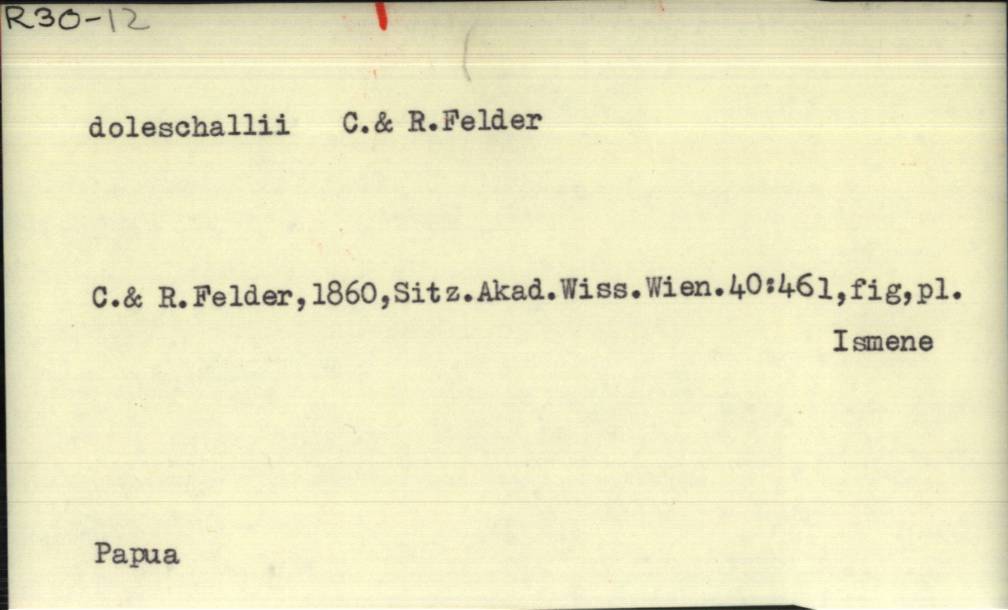 R30-12
doleschallii C.& R.Felder
C.& R.Felder,1860,Sitz.Akad.Wiss.Wien.40:461,fig,pl.
Ismene
Papua